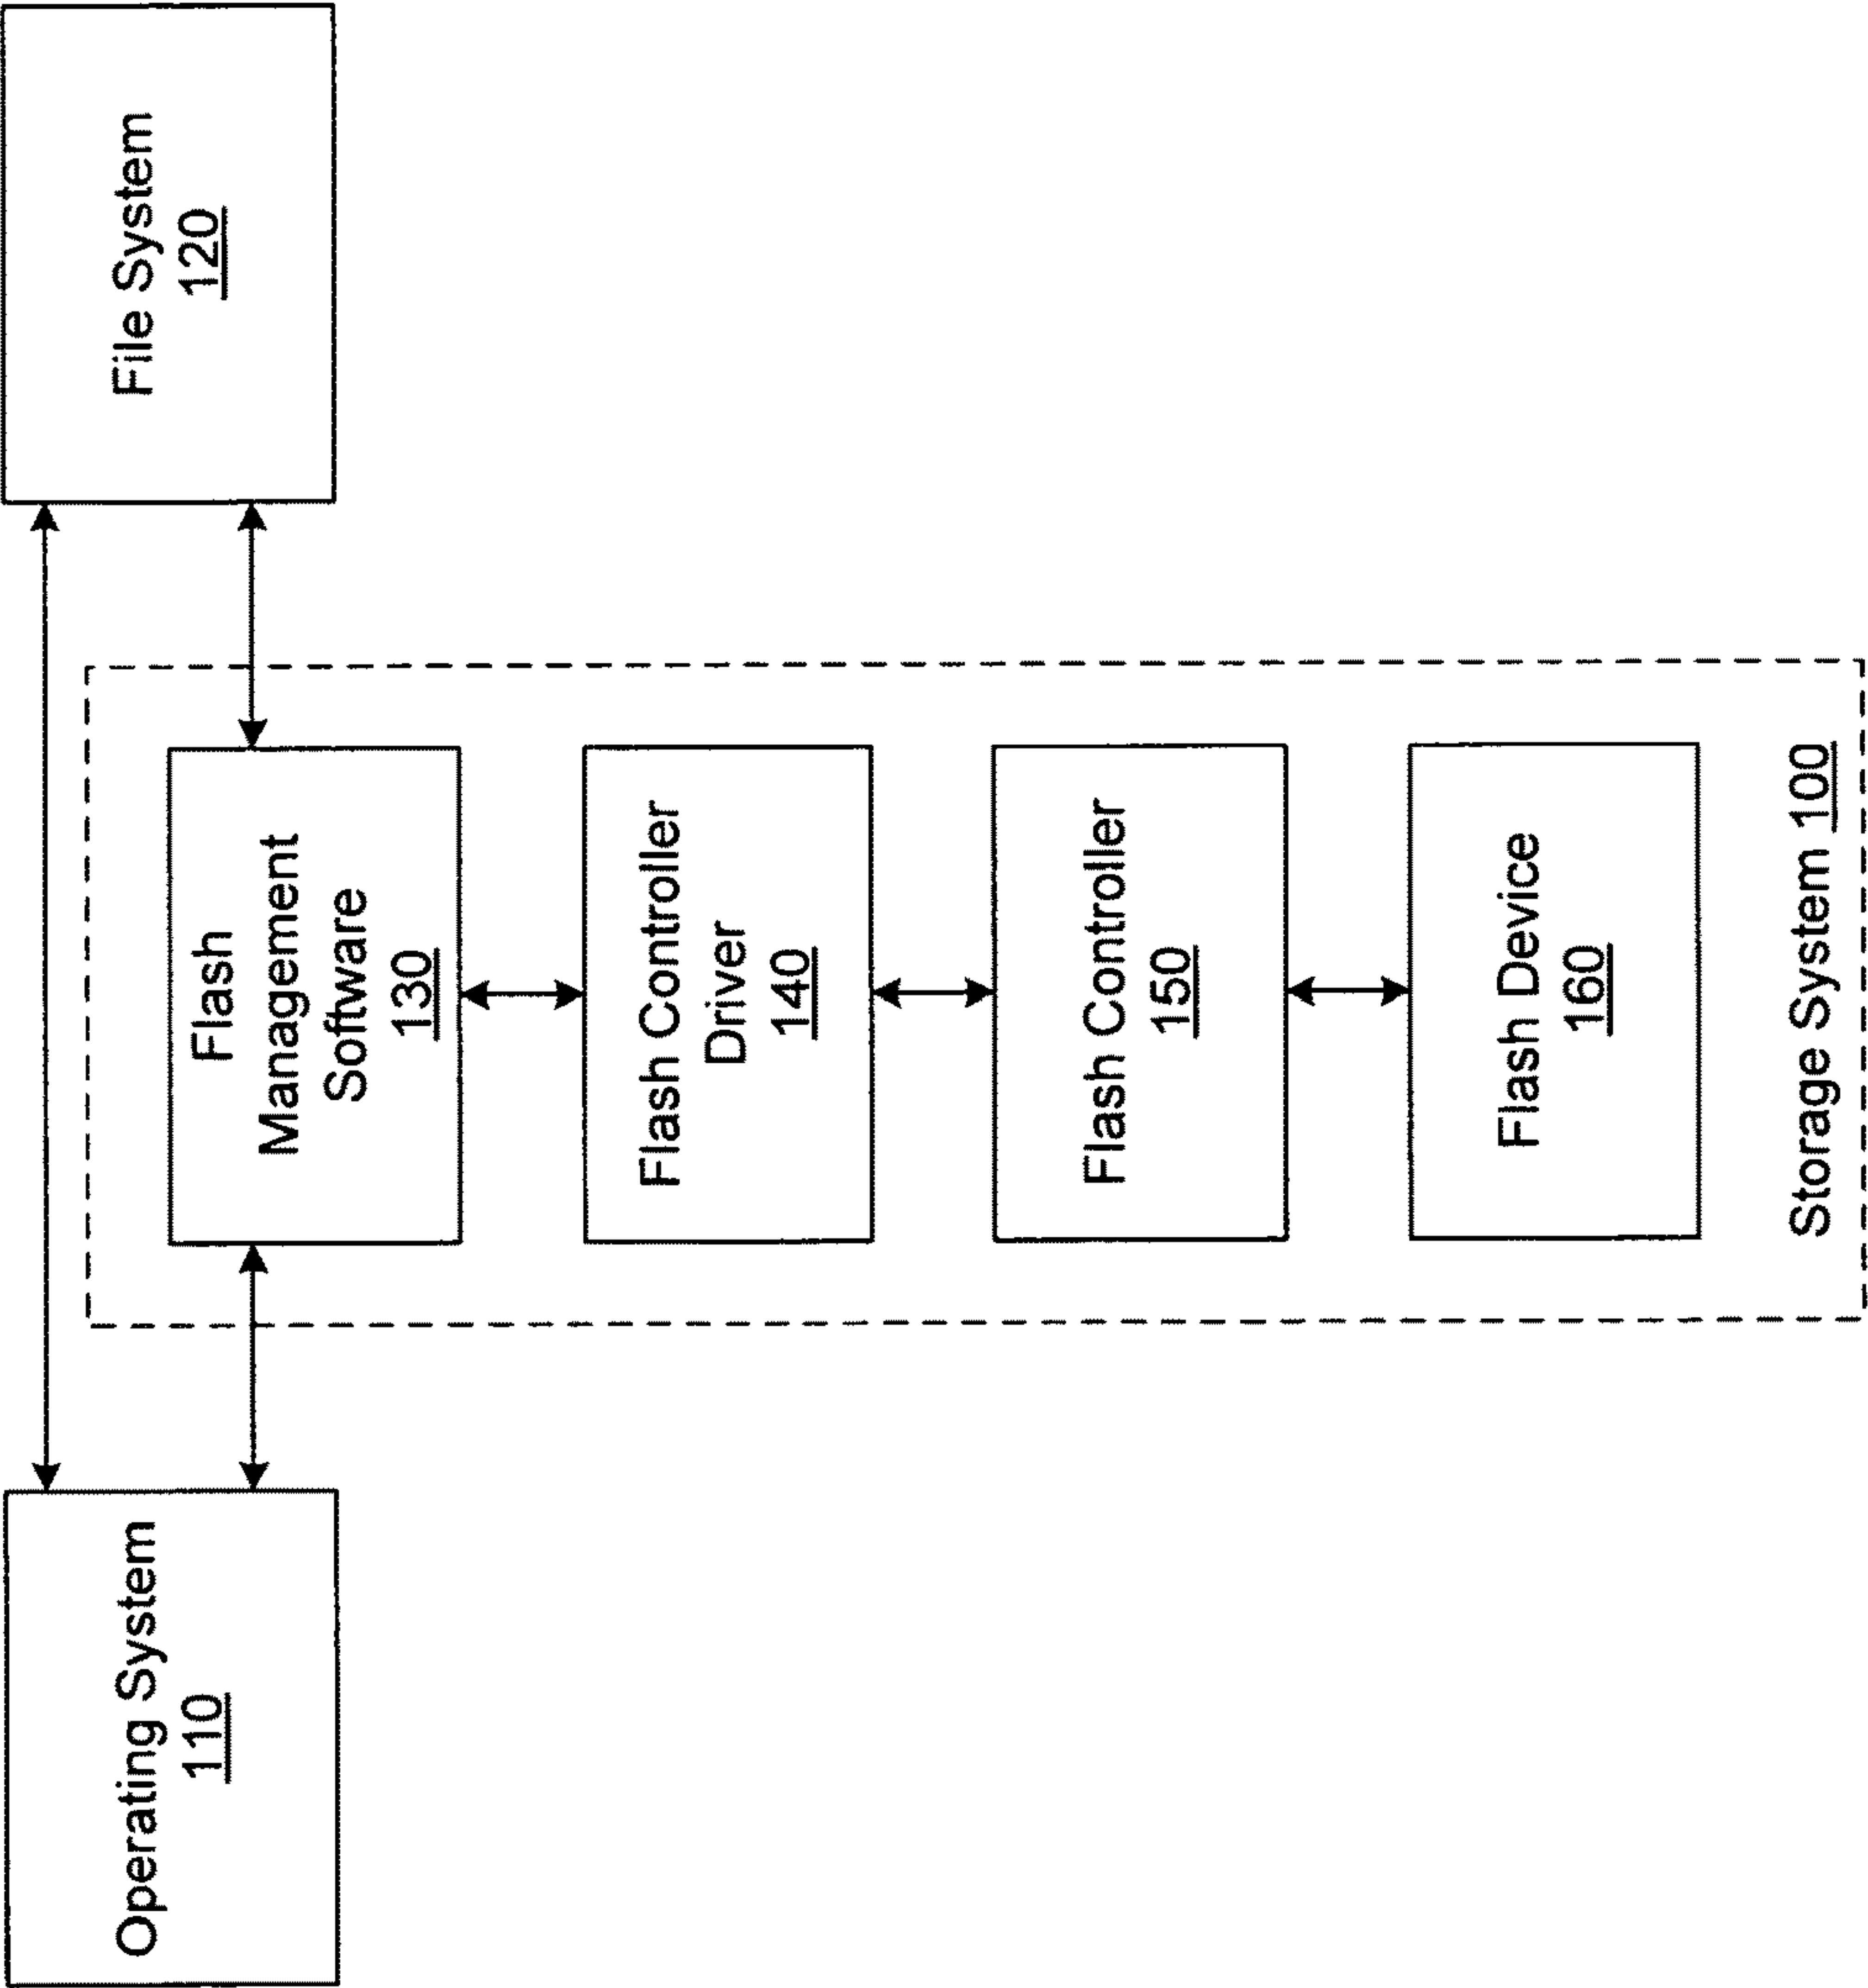 Operating System
110
File System
120
Flash
Management
Software
130
Flash Controller
Driver
140
Flash Controller
150
Flash Device
160
Storage System 100